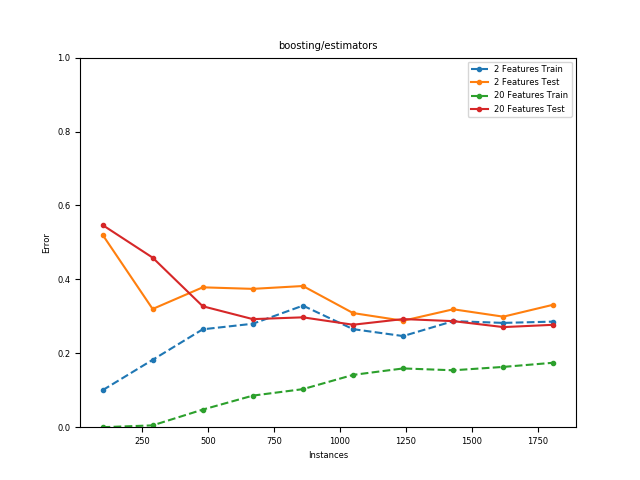 boosting/estimators
1.0
0.8
0.6
0.4
0.2
0.0
Error
2 Features Train
2 Features Test
20 Features Train
20 Features Test
250 500 750 1000 1250 1500 1750
Instances